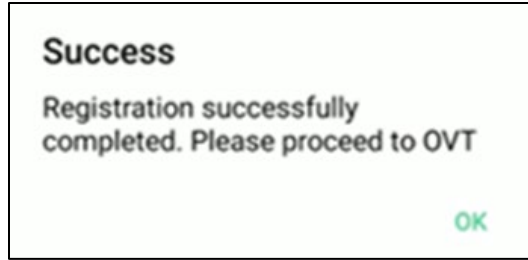 Success
Registration successfully
completed. Please proceed to OVT
OK